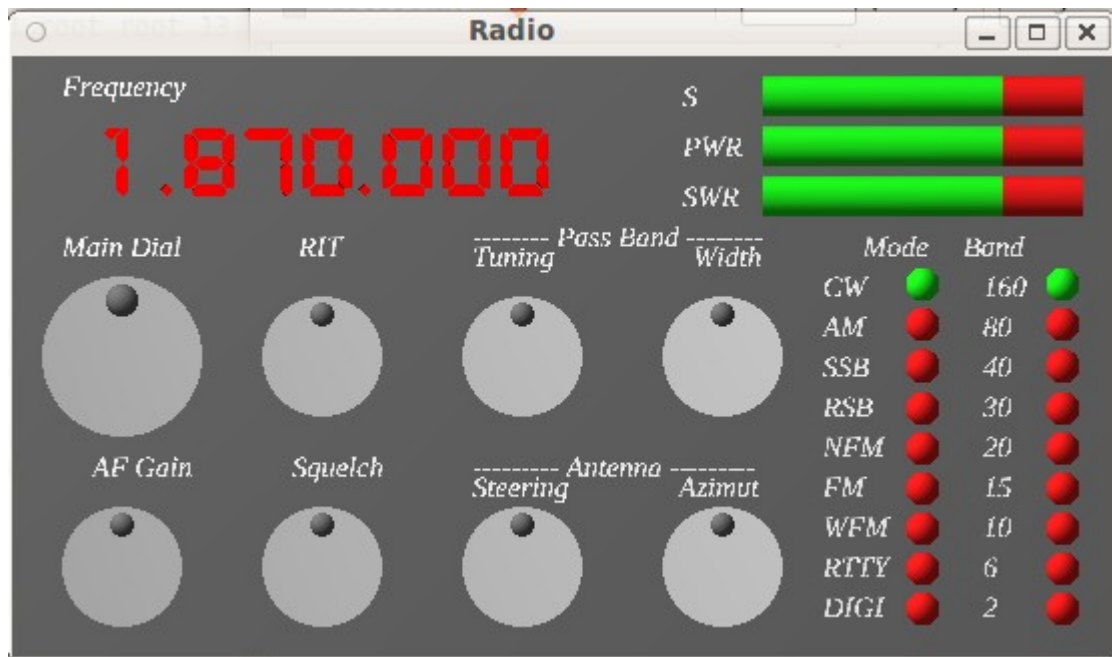 Radio
Frequency
1.870.000
S
PWR
SWR
Main Dial
RIT
-------- Pass Band --------
Tuning
Width
Mode Band
CW 160
AM 80
SSB 40
RSB 30
NFM 20
FM 15
WFM 10
RTTY 6
DIGI 2
AF Gain
Squelch
--------- Antenna ---------
Steering
Azimut